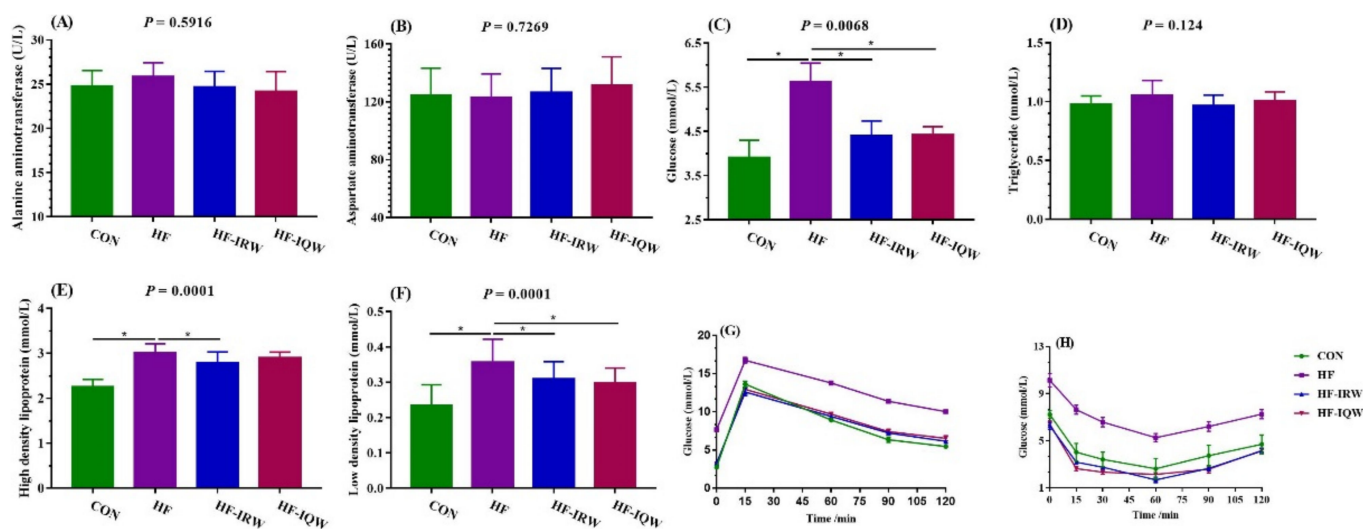 (A)
P = 0.5916
Alanine aminotransferase (U/L)
30
25
20
15
10
CON
HF
HF-IRW
HF-IQW
(B)
P = 0.7269
Aspartate aminotransferase (U/L)
160
120
80
40
CON
HF
HF-IRW
HF-IQW
(C)
P = 0.0068
Glucose (mmol/L)
6.5
5.5
4.5
3.5
2.5
* * *
CON
HF
HF-IRW
HF-IQW
(D)
P = 0.124
Triglyceride (mmol/L)
1.5
1.0
0.5
0.0
CON
HF
HF-IRW
HF-IQW
(E)
P = 0.0001
High density lipoprotein (mmol/L)
4
3
2
1
0
* *
CON
HF
HF-IRW
HF-IQW
(F)
P = 0.0001
Low density lipoprotein (mmol/L)
0.5
0.4
0.3
0.2
0.1
0.0
* * *
CON
HF
HF-IRW
HF-IQW
(G)
Glucose (mmol/L)
20
15
10
5
0
0 15 30 45 60 75 90 105 120
Time /min
(H)
Glucose (mmol/L)
13
9
5
1
0 15 30 45 60 75 90 105 120
Time /min
CON
HF
HF-IRW
HF-IQW